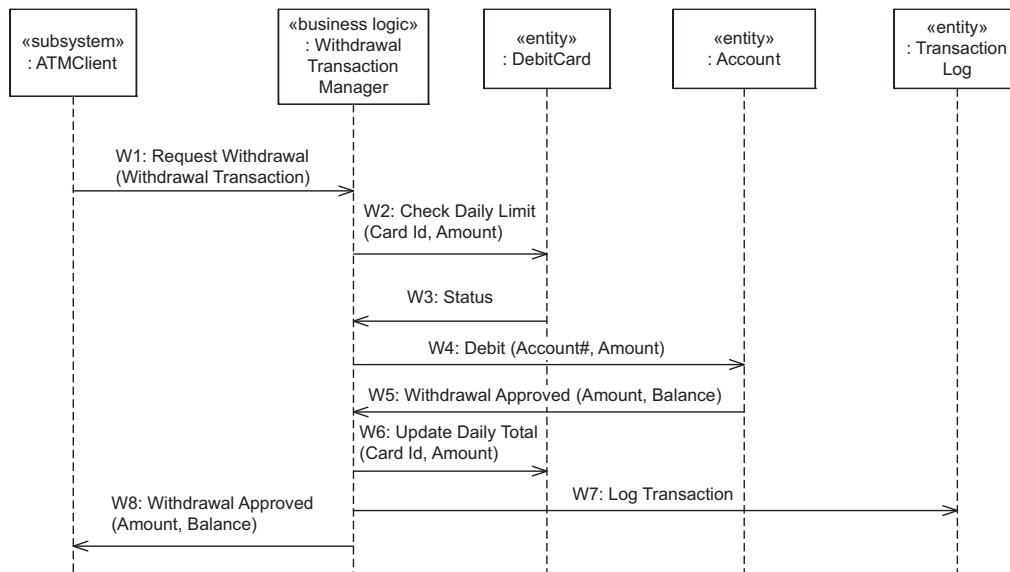 «subsystem»
: ATMClient
«business logic»
: Withdrawal
Transaction
Manager
«entity»
: DebitCard
«entity»
: Account
«entity»
: Transaction
Log
W1: Request Withdrawal
(Withdrawal Transaction)
W2: Check Daily Limit
(Card Id, Amount)
W3: Status
W4: Debit (Account#, Amount)
W5: Withdrawal Approved (Amount, Balance)
W6: Update Daily Total
(Card Id, Amount)
W7: Log Transaction
W8: Withdrawal Approved
(Amount, Balance)